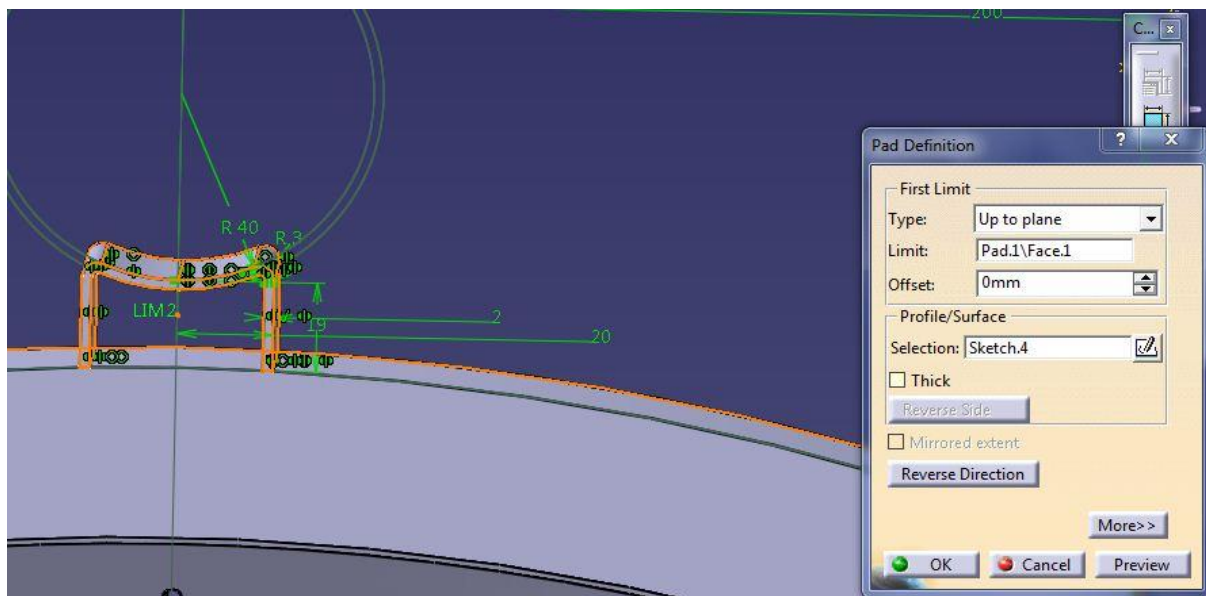 200
C...
R 40
R 3
LIM2
19
2
20
Pad Definition
First Limit
Type: Up to plane
Limit: Pad.1\Face.1
Offset: 0mm
Profile/Surface
Selection: Sketch.4
Thick
Reverse Side
Mirrored extent
Reverse Direction
More>>
OK Cancel Preview